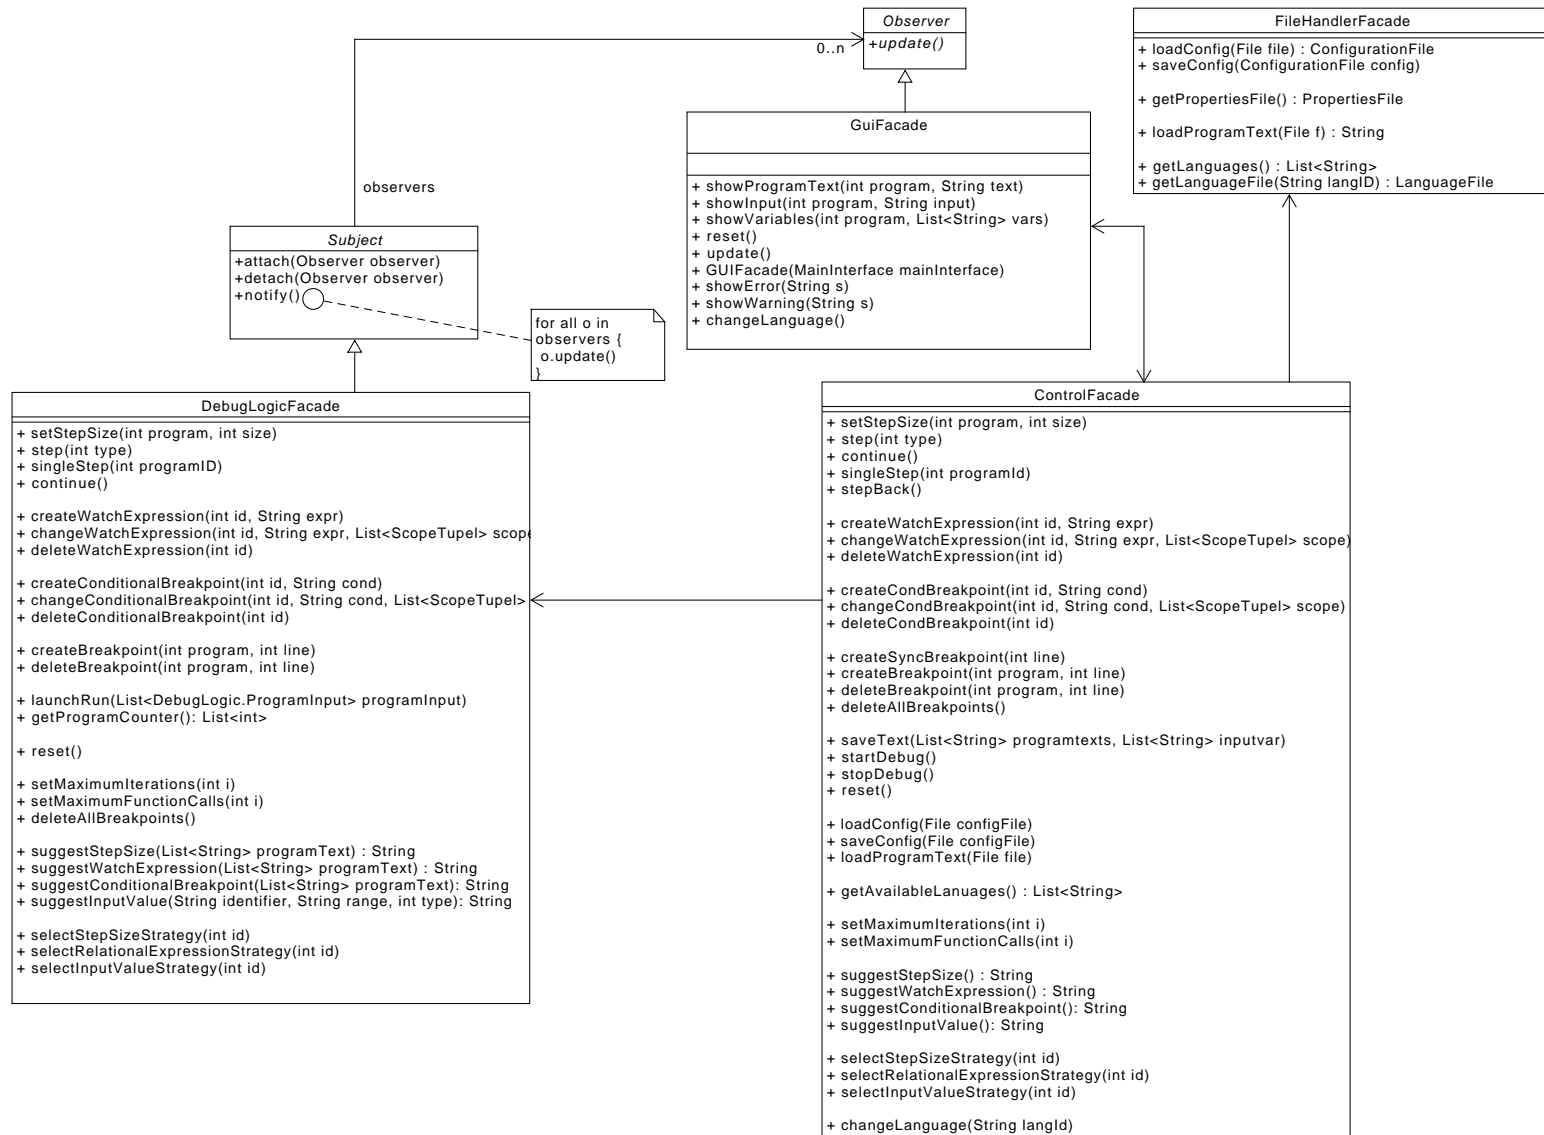 Observer
+update()
0..n
FileHandlerFacade
+ loadConfig(File file) : ConfigurationFile
+ saveConfig(ConfigurationFile config)
+ getPropertiesFile() : PropertiesFile
+ loadProgramText(File f) : String
+ getLanguages() : List<String>
+ getLanguageFile(String langID) : LanguageFile
GuiFacade
+ showProgramText(int program, String text)
+ showInput(int program, String input)
+ showVariables(int program, List<String> vars)
+ reset()
+ update()
+ GUIFacade(MainInterface mainInterface)
+ showError(String s)
+ showWarning(String s)
+ changeLanguage()
observers
Subject
+attach(Observer observer)
+detach(Observer observer)
+notify()
for all o in
observers {
o.update()
}
DebugLogicFacade
+ setStepSize(int program, int size)
+ step(int type)
+ singleStep(int programID)
+ continue()
+ createWatchExpression(int id, String expr)
+ changeWatchExpression(int id, String expr, List<ScopeTupel> scope
+ deleteWatchExpression(int id)
+ createConditionalBreakpoint(int id, String cond)
+ changeConditionalBreakpoint(int id, String cond, List<ScopeTupel>
+ deleteConditionalBreakpoint(int id)
+ createBreakpoint(int program, int line)
+ deleteBreakpoint(int program, int line)
+ launchRun(List<DebugLogic.ProgramInput> programInput)
+ getProgramCounter(): List<int>
+ reset()
+ setMaximumIterations(int i)
+ setMaximumFunctionCalls(int i)
+ deleteAllBreakpoints()
+ suggestStepSize(List<String> programText) : String
+ suggestWatchExpression(List<String> programText) : String
+ suggestConditionalBreakpoint(List<String> programText): String
+ suggestInputValue(String identifier, String range, int type): String
+ selectStepSizeStrategy(int id)
+ selectRelationalExpressionStrategy(int id)
+ selectInputValueStrategy(int id)
ControlFacade
+ setStepSize(int program, int size)
+ step(int type)
+ continue()
+ singleStep(int programId)
+ stepBack()
+ createWatchExpression(int id, String expr)
+ changeWatchExpression(int id, String expr, List<ScopeTupel> scope)
+ deleteWatchExpression(int id)
+ createCondBreakpoint(int id, String cond)
+ changeCondBreakpoint(int id, String cond, List<ScopeTupel> scope)
+ deleteCondBreakpoint(int id)
+ createSyncBreakpoint(int line)
+ createBreakpoint(int program, int line)
+ deleteBreakpoint(int program, int line)
+ deleteAllBreakpoints()
+ saveText(List<String> programtexts, List<String> inputvar)
+ startDebug()
+ stopDebug()
+ reset()
+ loadConfig(File configFile)
+ saveConfig(File configFile)
+ loadProgramText(File file)
+ getAvailableLanuages() : List<String>
+ setMaximumIterations(int i)
+ setMaximumFunctionCalls(int i)
+ suggestStepSize() : String
+ suggestWatchExpression() : String
+ suggestConditionalBreakpoint(): String
+ suggestInputValue(): String
+ selectStepSizeStrategy(int id)
+ selectRelationalExpressionStrategy(int id)
+ selectInputValueStrategy(int id)
+ changeLanguage(String langId)